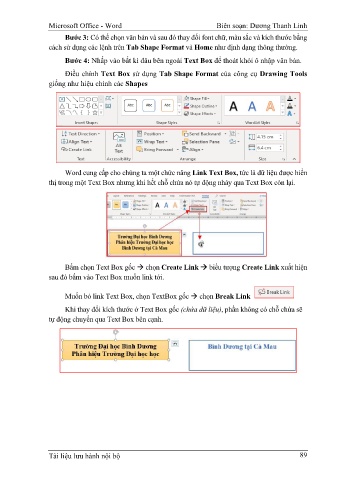 Microsoft Office - Word
Biên soạn: Dương Thanh Linh
Bước 3: Có thể chọn văn bản và sau đó thay đổi font chữ, màu sắc và kích thước bằng
cách sử dụng các lệnh trên Tab Shape Format và Home như định dạng thông thường.
Bước 4: Nhấp vào bất kì đâu bên ngoài Text Box để thoát khỏi ô nhập văn bản.
Điều chỉnh Text Box sử dụng Tab Shape Format của công cụ Drawing Tools
giống như hiệu chỉnh các Shapes
Abc Abc Abc
Shape Fill
Shape Outline
Shape Effects
A A A
Insert Shapes
Shape Styles
WordArt Styles
Text Direction
Align Text
Create Link
Alt Text
Position
Wrap Text
Bring Forward
Send Backward
Selection Pane
Align
4.75 cm
6.4 cm
Text
Accessibility
Arrange
Size
Word cung cấp cho chúng ta một chức năng Link Text Box, tức là dữ liệu được hiển
thị trong một Text Box nhưng khi hết chỗ chứa nó tự động nhảy qua Text Box còn lại.
Trường Đại học Bình Dương
Phân hiệu Trường Đại học học
Bình Dương tại Cà Mau
Bấm chọn Text Box gốc → chọn Create Link → biểu tượng Create Link xuất hiện
sau đó bấm vào Text Box muốn link tới.
Muốn bỏ link Text Box, chọn TextBox gốc → chọn Break Link
Break Link
Khi thay đổi kích thước ở Text Box gốc (chứa dữ liệu), phần không có chỗ chứa sẽ
tự động chuyển qua Text Box bên cạnh.
Trường Đại học Bình Dương
Phân hiệu Trường Đại học học
Bình Dương tại Cà Mau
Tài liệu lưu hành nội bộ
89